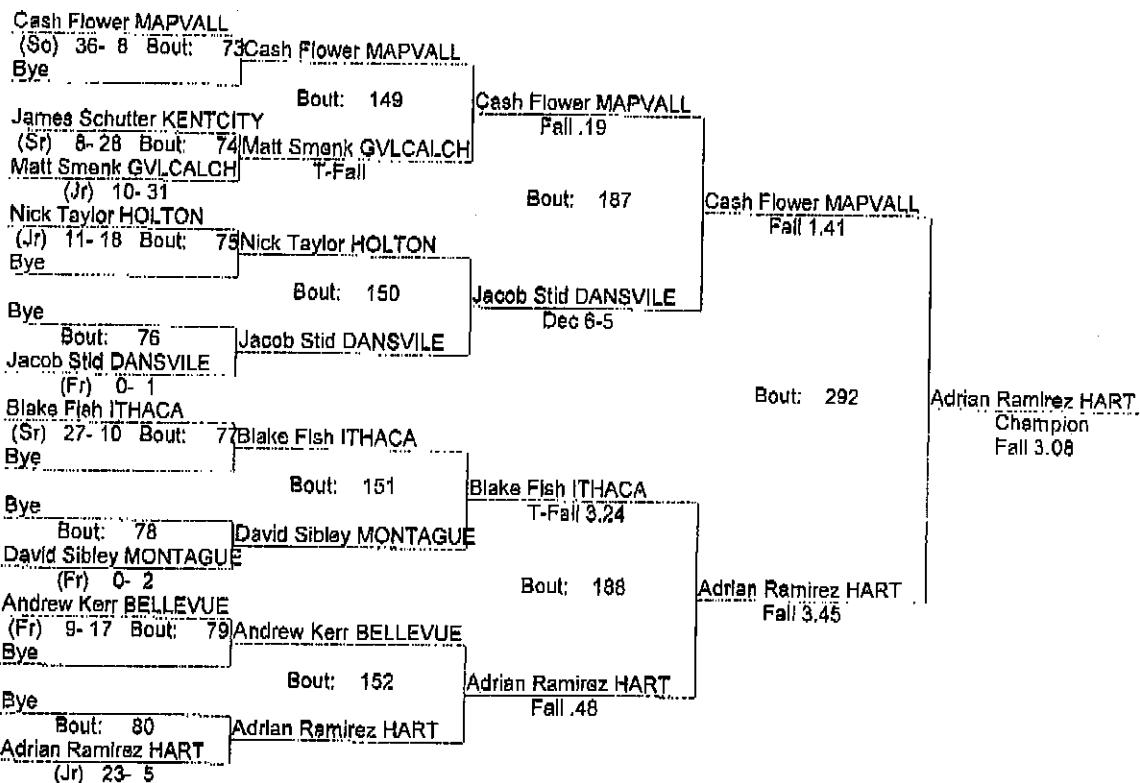 Cash Flower MAPVALL
(So) 36- 8 Bout: 73
Bye
Cash Flower MAPVALL
Bout: 149
James Schutter KENTCITY
(Sr) 8- 28 Bout: 74
Matt Smenk GVLCALCH
(Jr) 10- 31
Matt Smenk GVLCALCH
T-Fall
Cash Flower MAPVALL
Fall .19
Bout: 187
Nick Taylor HOLTON
(Jr) 11- 18 Bout: 75
Bye
Nick Taylor HOLTON
Bout: 150
Bye
Bout: 76
Jacob Stid DANSVILE
(Fr) 0- 1
Jacob Stid DANSVILE
Jacob Stid DANSVILE
Dec 6-5
Cash Flower MAPVALL
Fall 1.41
Bout: 292
Blake Fish ITHACA
(Sr) 27- 10 Bout: 77
Bye
Blake Fish ITHACA
Bout: 151
Bye
Bout: 78
David Sibley MONTAGUE
(Fr) 0- 2
David Sibley MONTAGUE
Blake Fish ITHACA
T-Fall 3.24
Bout: 188
Andrew Kerr BELLEVUE
(Fr) 9- 17 Bout: 79
Bye
Andrew Kerr BELLEVUE
Bout: 152
Bye
Bout: 80
Adrian Ramirez HART
(Jr) 23- 5
Adrian Ramirez HART
Adrian Ramirez HART
Fall .48
Adrian Ramirez HART
Fall 3.45
Adrian Ramirez HART
Champion
Fall 3.08